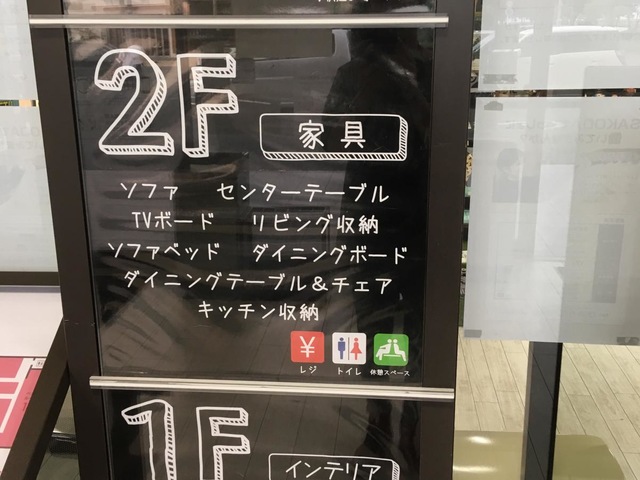 2F 家具
ソファ センターテーブル
TVボード リビング収納
ソファベッド ダイニングボード
ダイニングテーブル&チェア
キッチン収納
¥
レジ トイレ 休憩スペース
1F インテリア